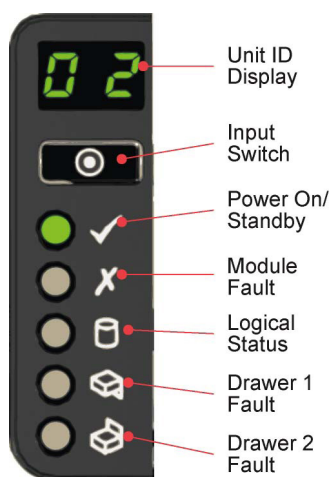 02
Unit ID
Display
Input
Switch
Power On/
Standby
Module
Fault
Logical
Status
Drawer 1
Fault
Drawer 2
Fault